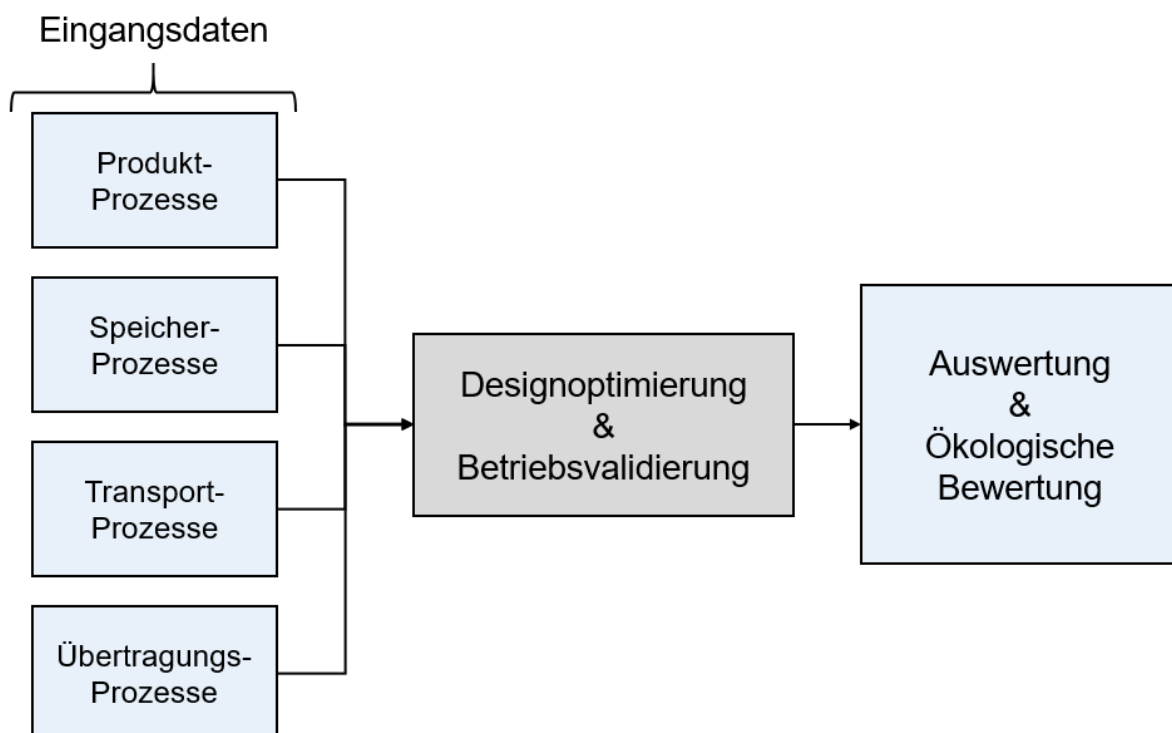 Eingangsdaten
Produkt-
Prozesse
Speicher-
Prozesse
Transport-
Prozesse
Übertragungs-
Prozesse
Designoptimierung
&
Betriebsvalidierung
Auswertung
&
Ökologische
Bewertung